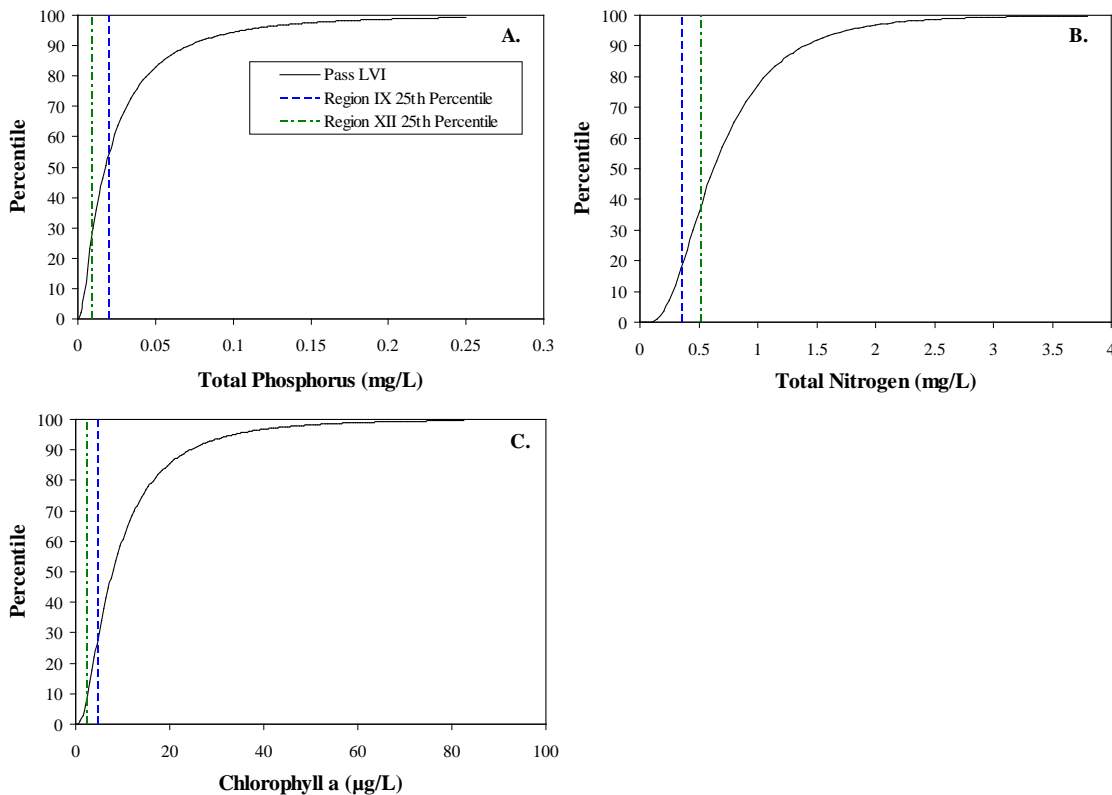 A.
100
90
80
70
60
50
40
30
20
10
0
Percentile
Pass LVI
Region IX 25th Percentile
Region XII 25th Percentile
0 0.05 0.1 0.15 0.2 0.25 0.3
Total Phosphorus (mg/L)
B.
100
90
80
70
60
50
40
30
20
10
0
Percentile
0 0.5 1 1.5 2 2.5 3 3.5 4
Total Nitrogen (mg/L)
C.
100
90
80
70
60
50
40
30
20
10
0
Percentile
0 20 40 60 80 100
Chlorophyll a (µg/L)